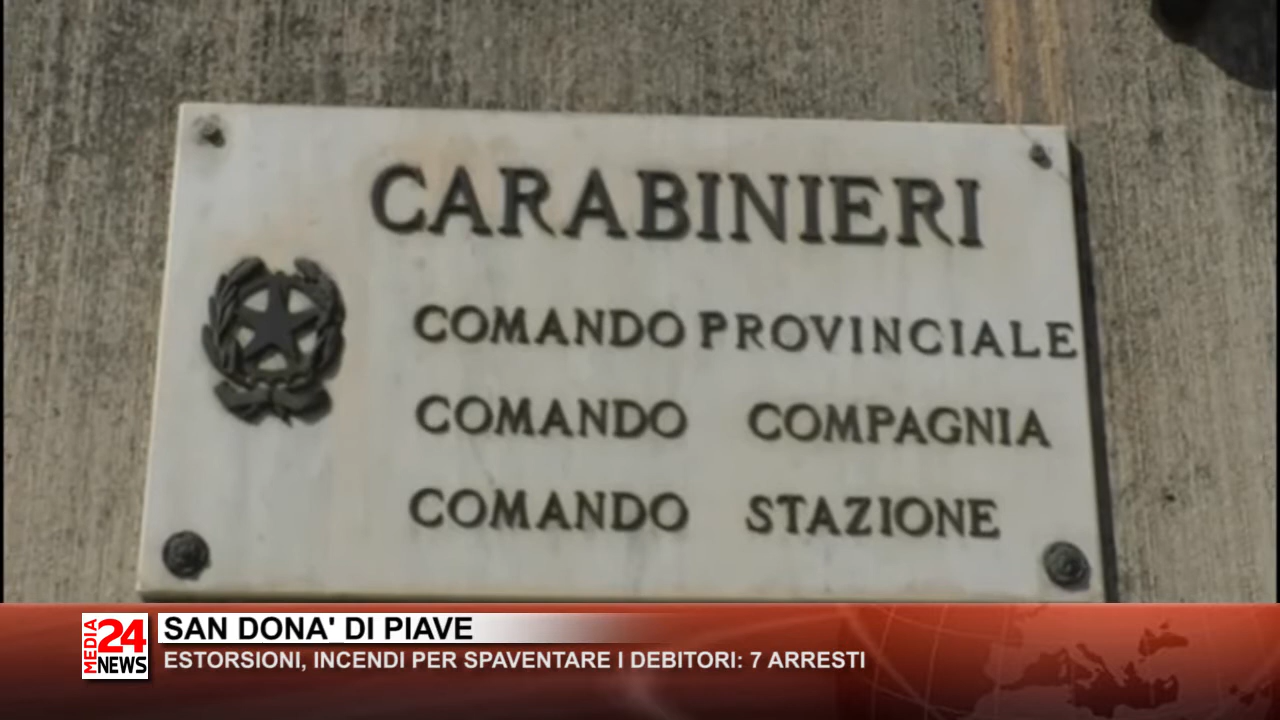 CARABINIERI
COMANDO PROVINCIALE
COMANDO COMPAGNIA
COMANDO STAZIONE
MEDIA 24 NEWS
SAN DONA' DI PIAVE
ESTORSIONI, INCENDI PER SPAVENTARE I DEBITORI: 7 ARRESTI